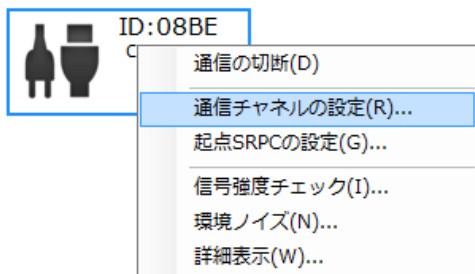 ID:08BE
C
通信の切断(D)
通信チャネルの設定(R)...
起点SRPCの設定(G)...
信号強度チェック(I)...
環境ノイズ(N)...
詳細表示(W)...